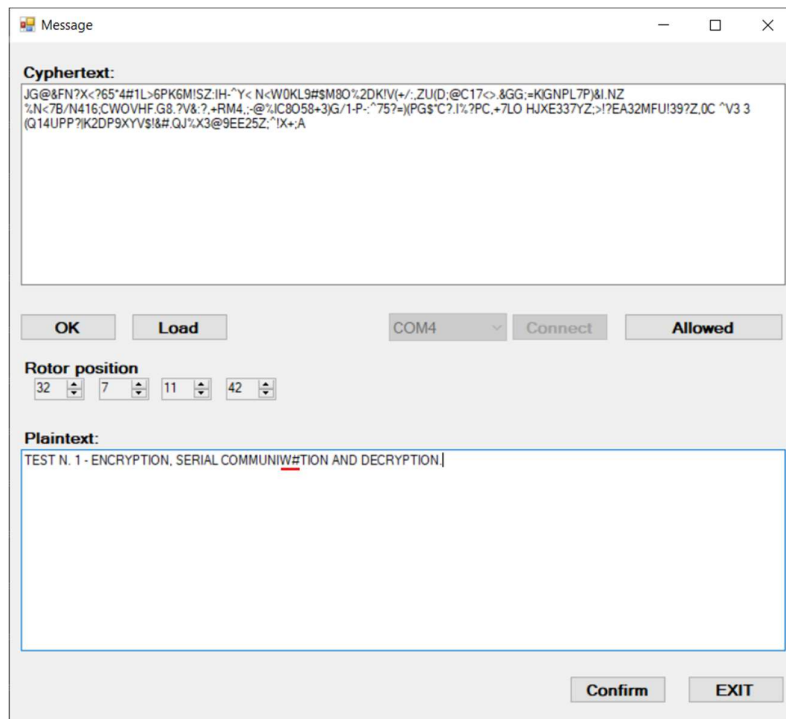 Message
Cyphertext:
JG@&FN?X<?65*4#1L>6PK6M!SZ:IH-^Y< N<W0KL9#$M8O%2DK!V(+/:,ZU(D;@C17<>.&GG;=K|GNPL7P)&I.NZ
%N<7B/N416;CWOVHF.G8.?V&:?,+RM4,;-@%IC8O58+3)G/1-P-:^75?=)(PG$*C?.I%?PC,+7LO HJXE337YZ;>!?EA32MFU!39?Z,0C ^V3 3
(Q14UPP?|K2DP9XYV$!&#.QJ%X3@9EE25Z;^!X+;A
OK Load COM4 Connect Allowed
Rotor position
32 7 11 42
Plaintext:
TEST N. 1 - ENCRYPTION, SERIAL COMMUNIW#TION AND DECRYPTION.
Confirm EXIT